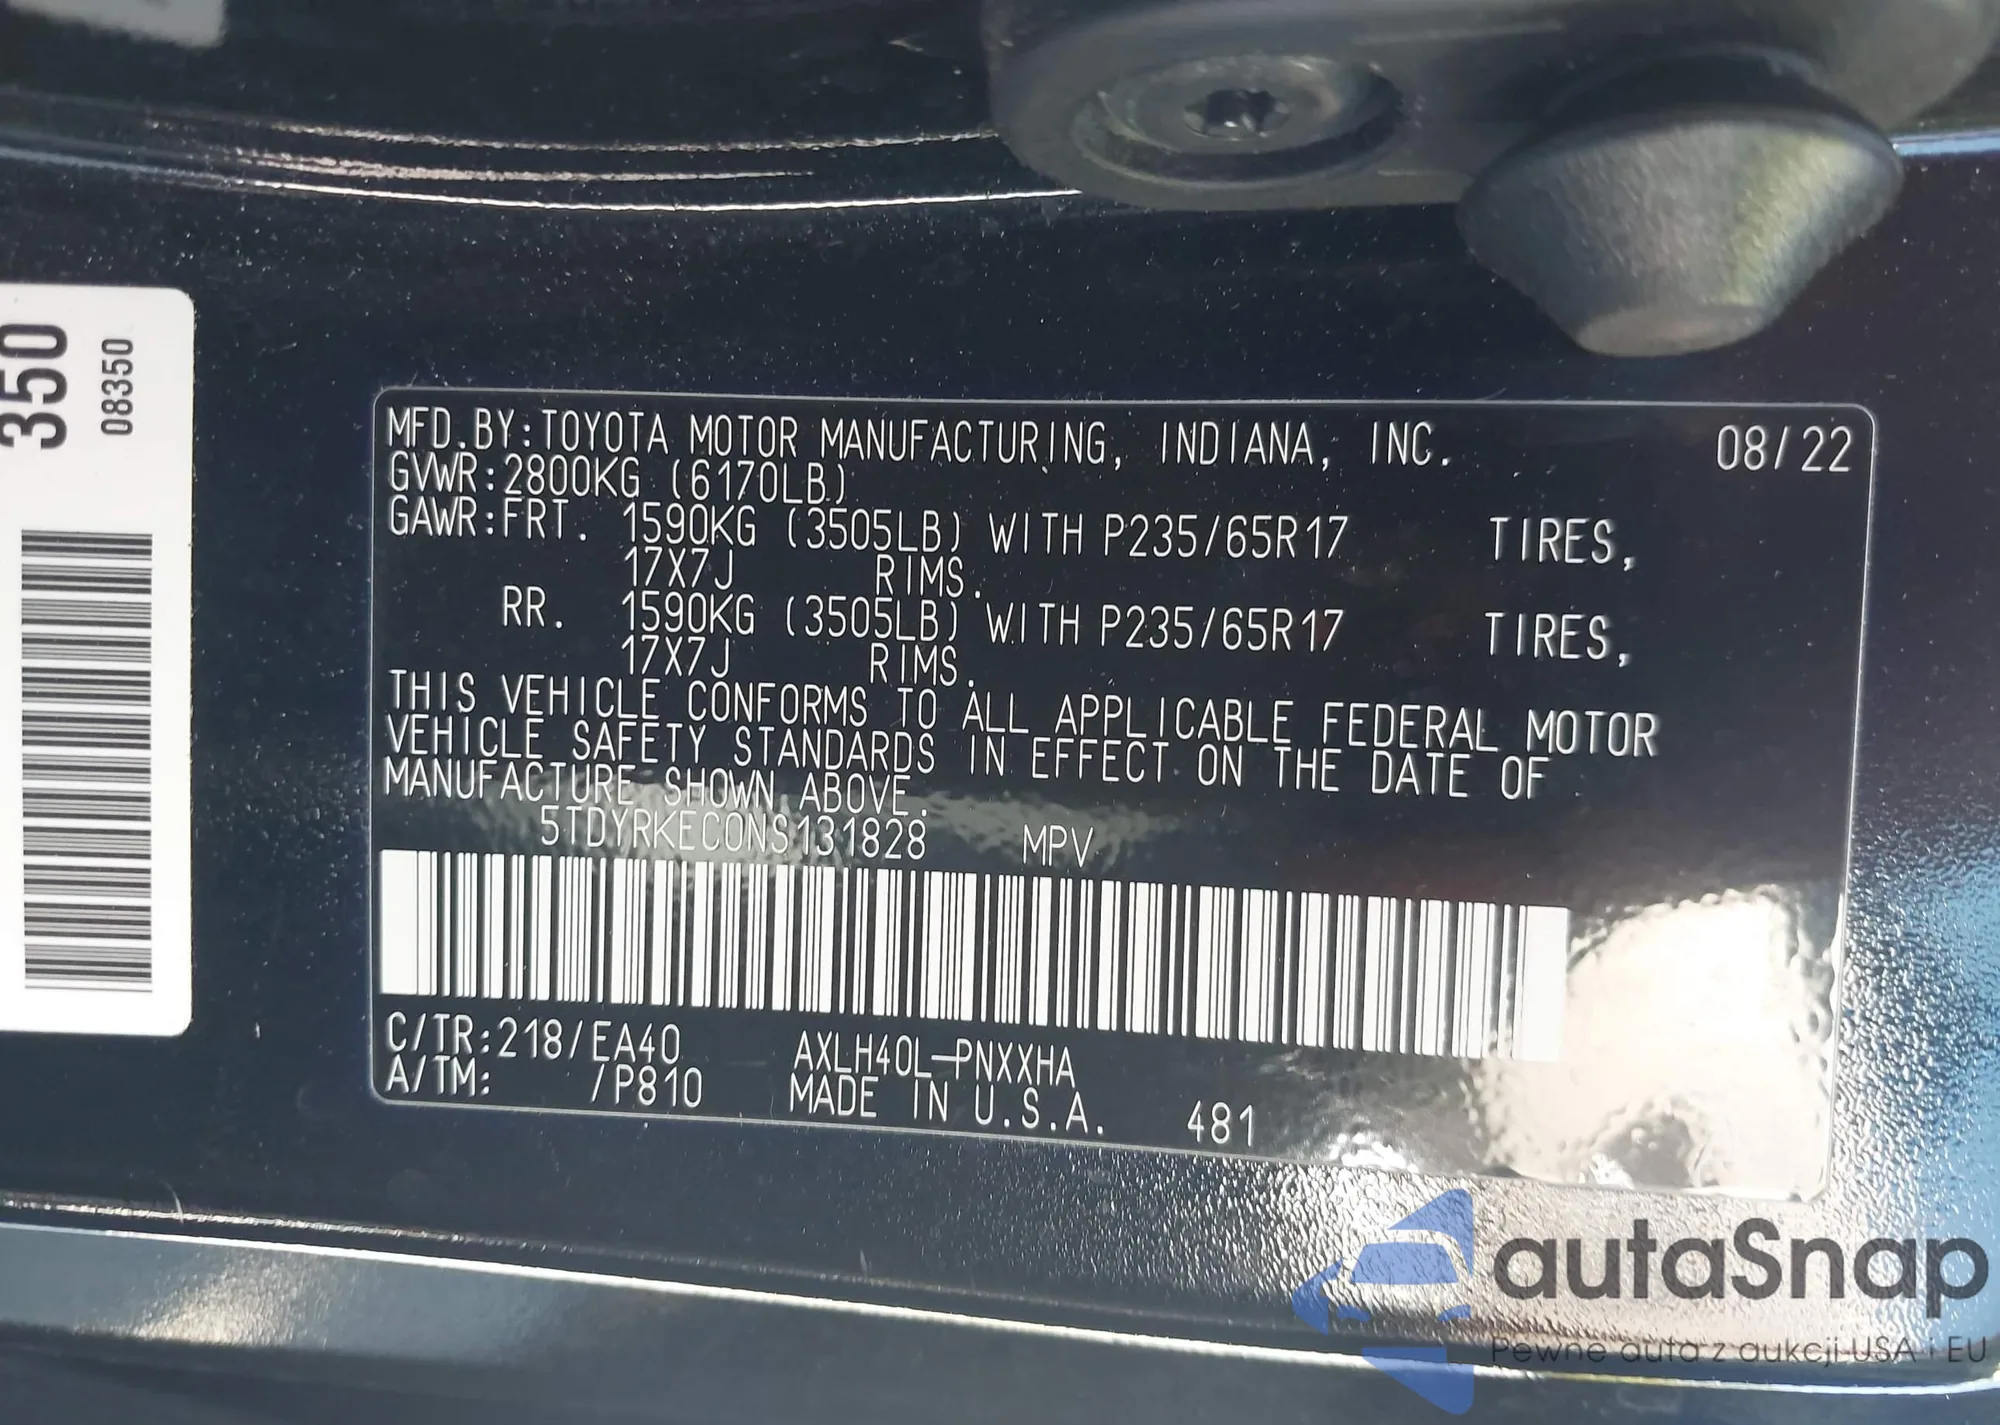 350
08350
MFD.BY:TOYOTA MOTOR MANUFACTURING, INDIANA, INC. 08/22
GVWR:2800KG (6170LB)
GAWR:FRT. 1590KG (3505LB) WITH P235/65R17 TIRES,
17X7J RIMS.
RR. 1590KG (3505LB) WITH P235/65R17 TIRES,
17X7J RIMS.
THIS VEHICLE CONFORMS TO ALL APPLICABLE FEDERAL MOTOR
VEHICLE SAFETY STANDARDS IN EFFECT ON THE DATE OF
MANUFACTURE SHOWN ABOVE.
5TDYRKEC0NS131828 MPV
C/TR:218/EA40 AXLH40L-PNXXHA
A/TM: /P810 MADE IN U.S.A. 481
autaSnap
Pewne auta z aukcji USA i EU